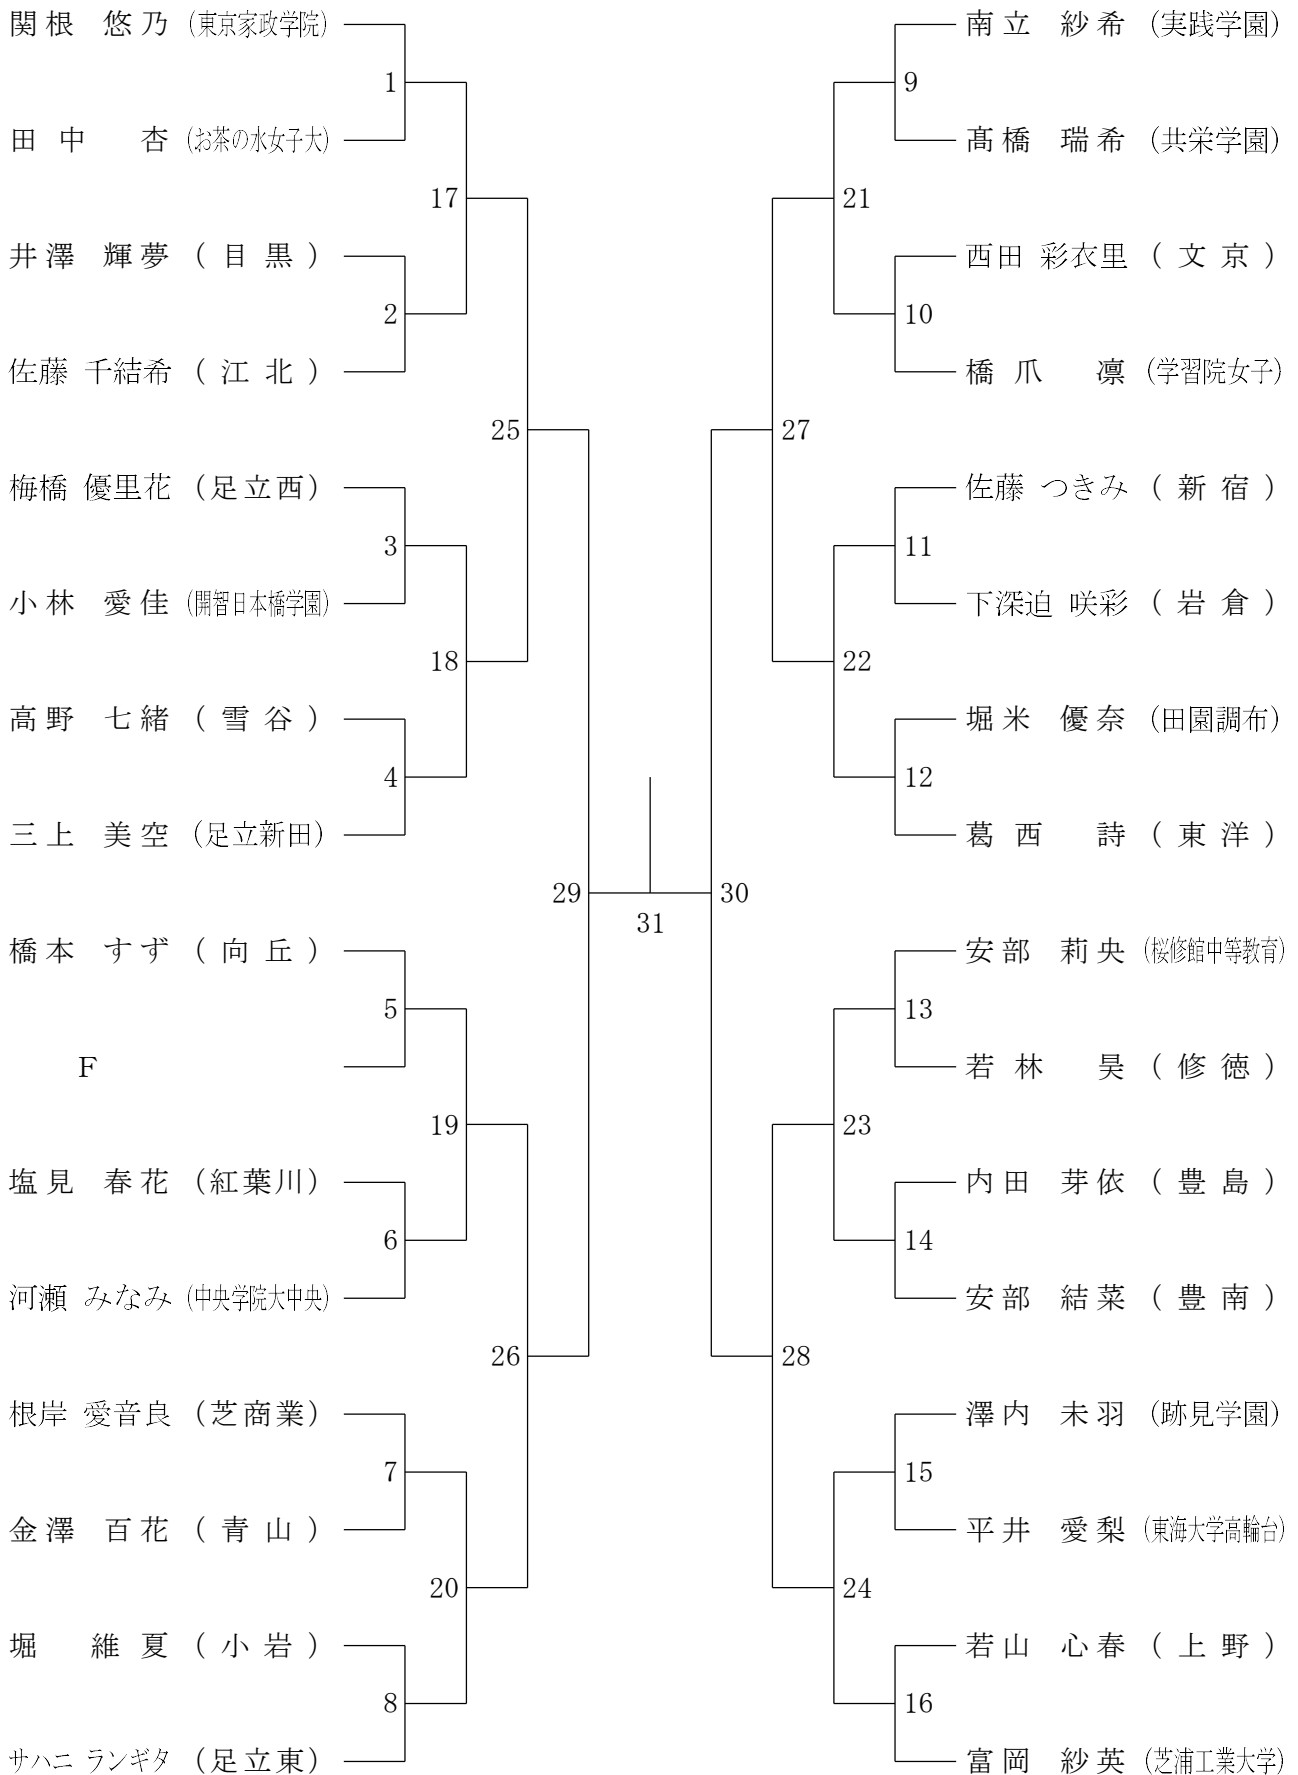 関根 悠乃 (東京家政学院)
1
田中 杏 (お茶の水女子大)
17
井澤 輝夢 (目黒)
2
佐藤 千結希 (江北)
25
梅橋 優里花 (足立西)
3
小林 愛佳 (開智日本橋学園)
18
高野 七緒 (雪谷)
4
三上 美空 (足立新田)
29
橋本 すず (向丘)
5
F
19
塩見 春花 (紅葉川)
6
河瀬 みなみ (中央学院大中央)
26
根岸 愛音良 (芝商業)
7
金澤 百花 (青山)
20
堀 維夏 (小岩)
8
サハニ ランギタ (足立東)
31
南立 紗希 (実践学園)
9
髙橋 瑞希 (共栄学園)
21
西田 彩衣里 (文京)
10
橋爪 凛 (学習院女子)
27
佐藤 つきみ (新宿)
11
下深迫 咲彩 (岩倉)
22
堀米 優奈 (田園調布)
12
葛西 詩 (東洋)
30
安部 莉央 (桜修館中等教育)
13
若林 昊 (修徳)
23
内田 芽依 (豊島)
14
安部 結菜 (豊南)
28
澤内 未羽 (跡見学園)
15
平井 愛梨 (東海大学高輪台)
24
若山 心春 (上野)
16
富岡 紗英 (芝浦工業大学)